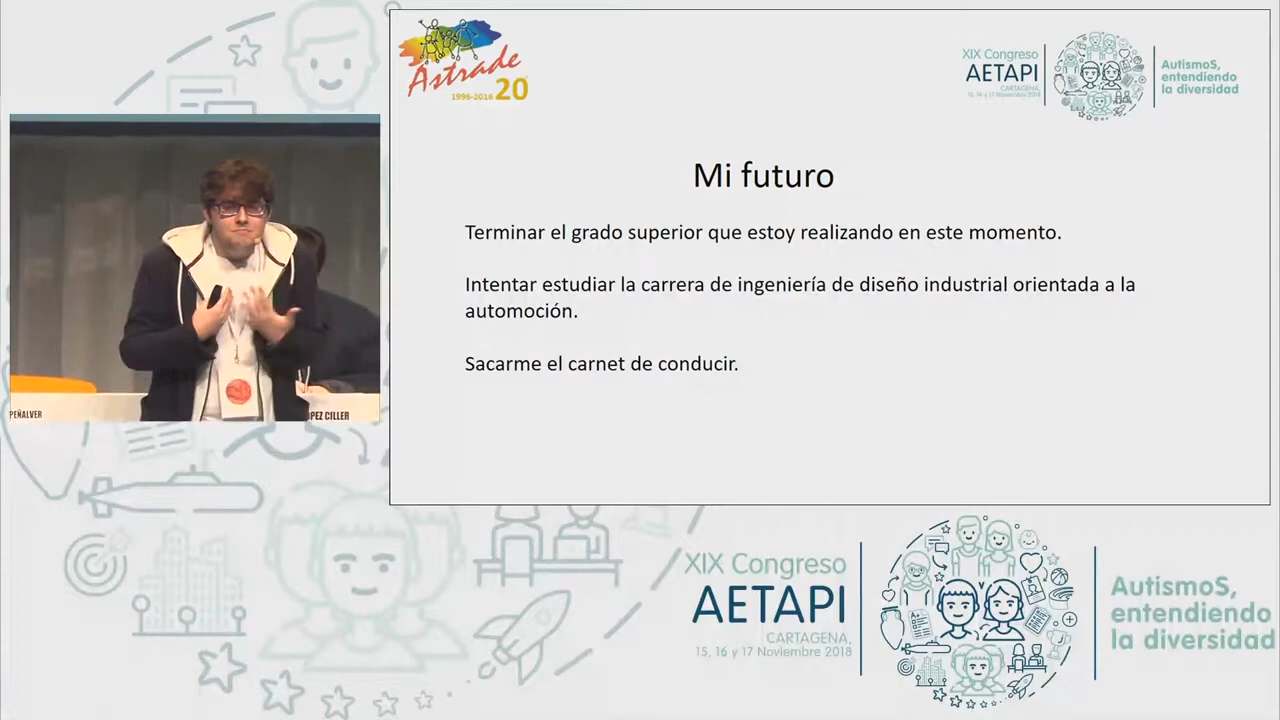 Astrade
1996-2016 20
XIX Congreso
AETAPI
CARTAGENA,
15, 16 y 17 Noviembre 2018
AutismoS,
entendiendo
la diversidad
Mi futuro
Terminar el grado superior que estoy realizando en este momento.
Intentar estudiar la carrera de ingeniería de diseño industrial orientada a la
automoción.
Sacarme el carnet de conducir.
PEÑALVER
OPEZ CILLER
XIX Congreso
AETAPI
CARTAGENA,
15, 16 y 17 Noviembre 2018
AutismoS,
entendiendo
la diversidad